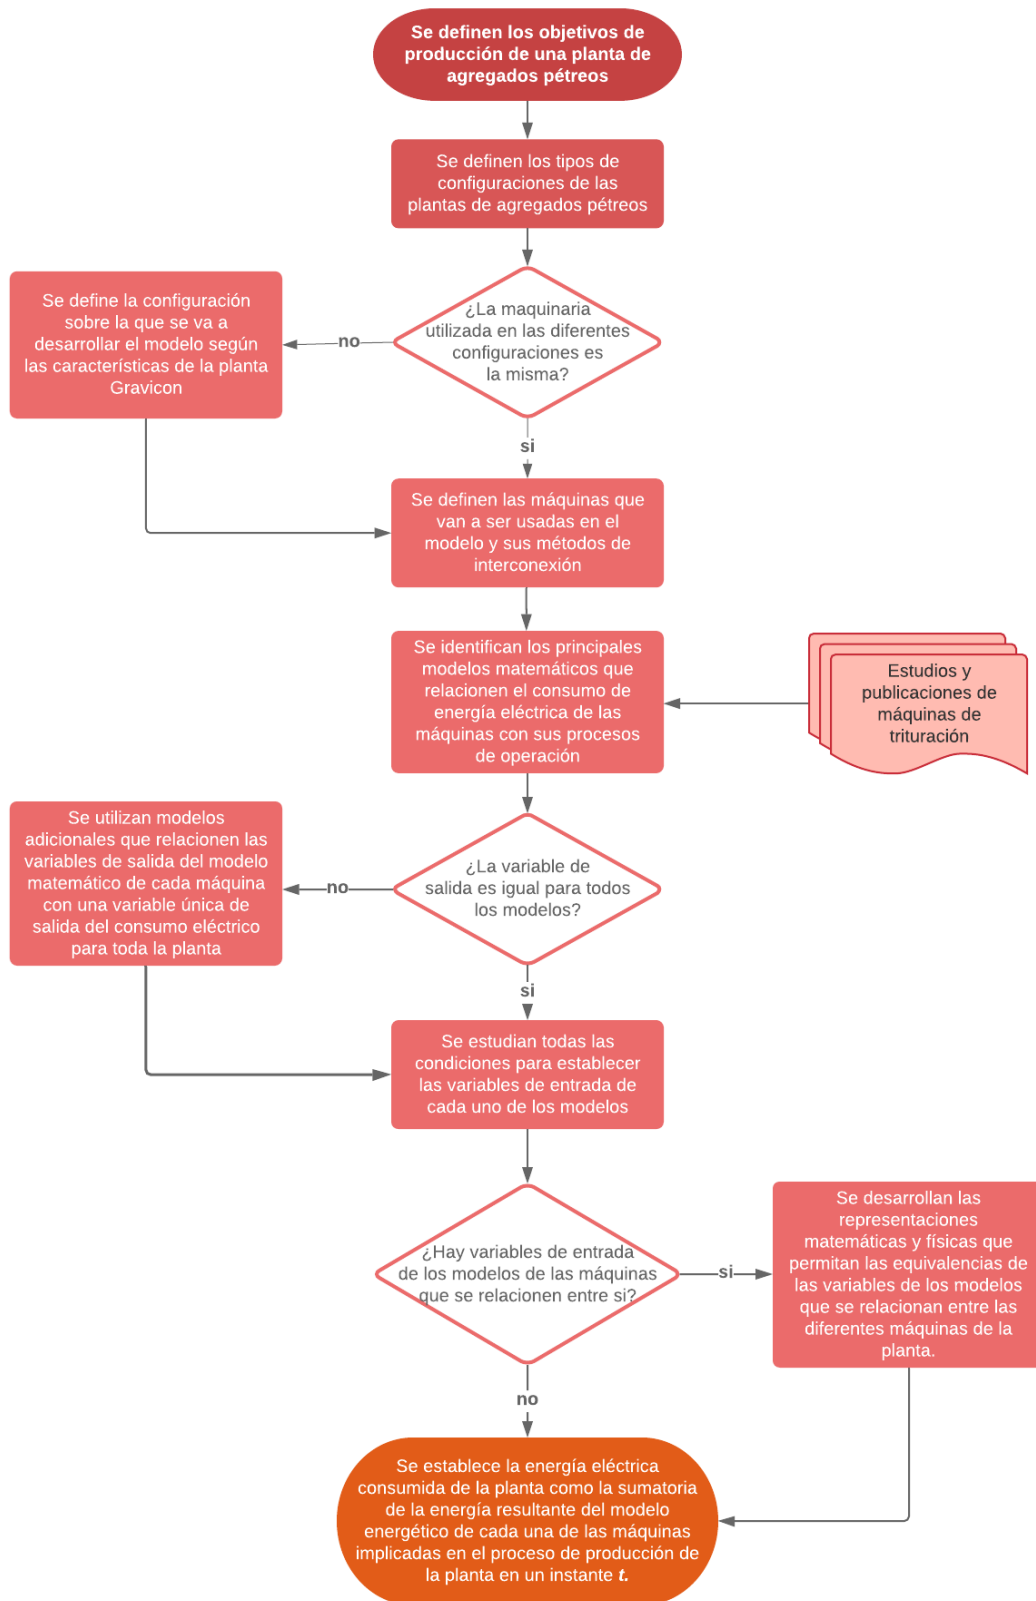 Se definen los objetivos de
producción de una planta de
agregados pétreos
Se definen los tipos de
configuraciones de las
plantas de agregados pétreos
¿La maquinaria
utilizada en las diferentes
configuraciones es
la misma?
no
Se define la configuración
sobre la que se va a
desarrollar el modelo según
las características de la planta
Gravicon
si
Se definen las máquinas que
van a ser usadas en el
modelo y sus métodos de
interconexión
Se identifican los principales
modelos matemáticos que
relacionen el consumo de
energía eléctrica de las
máquinas con sus procesos
de operación
Estudios y
publicaciones de
máquinas de
trituración
¿La variable de
salida es igual para todos
los modelos?
no
Se utilizan modelos
adicionales que relacionen las
variables de salida del modelo
matemático de cada máquina
con una variable única de
salida del consumo eléctrico
para toda la planta
si
Se estudian todas las
condiciones para establecer
las variables de entrada de
cada uno de los modelos
¿Hay variables de entrada
de los modelos de las máquinas
que se relacionen entre si?
si
Se desarrollan las
representaciones
matemáticas y físicas que
permitan las equivalencias de
las variables de los modelos
que se relacionan entre las
diferentes máquinas de la
planta.
no
Se establece la energía eléctrica
consumida de la planta como la sumatoria
de la energía resultante del modelo
energético de cada una de las máquinas
implicadas en el proceso de producción de
la planta en un instante t.